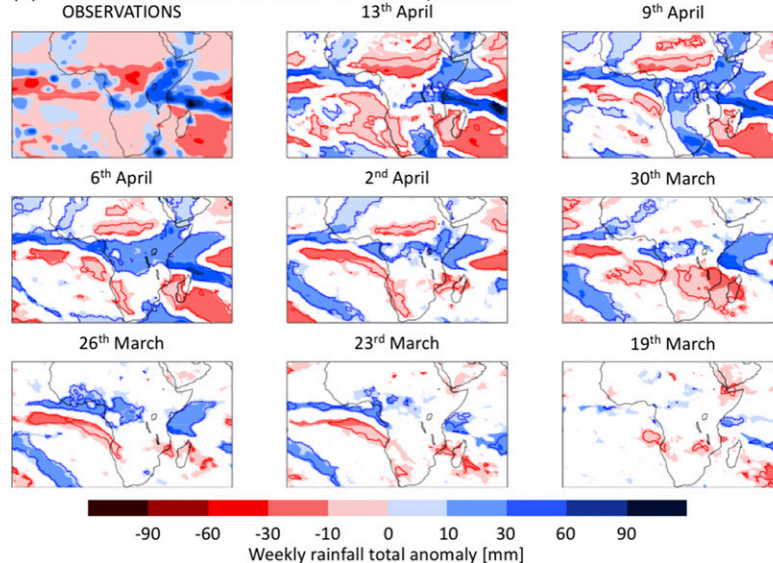 OBSERVATIONS
13th April
9th April
6th April
2nd April
30th March
26th March
23rd March
19th March
-90 -60 -30 -10 0 10 30 60 90
Weekly rainfall total anomaly [mm]